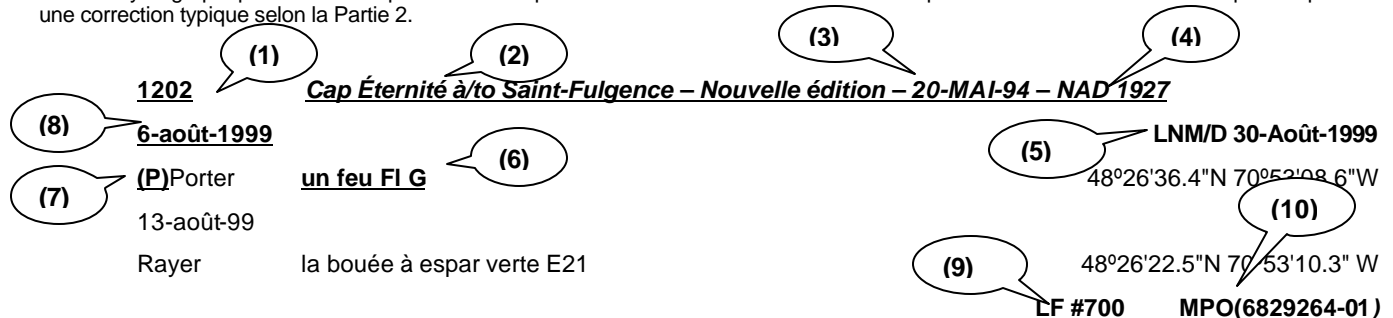 une correction typique selon la Partie 2.
(1) (2) (3) (4)
1202 Cap Éternité à/to Saint-Fulgence – Nouvelle édition – 20-MAI-94 – NAD 1927
(8) 6-août-1999 (5) LNM/D 30-Août-1999
(7) (P)Porter un feu Fl G (6) 48º26'36.4"N 70º53'08.6"W
13-août-99 (10)
Rayer la bouée à espar verte E21 (9) 48º26'22.5"N 70º53'10.3" W
LF #700 MPO(6829264-01)